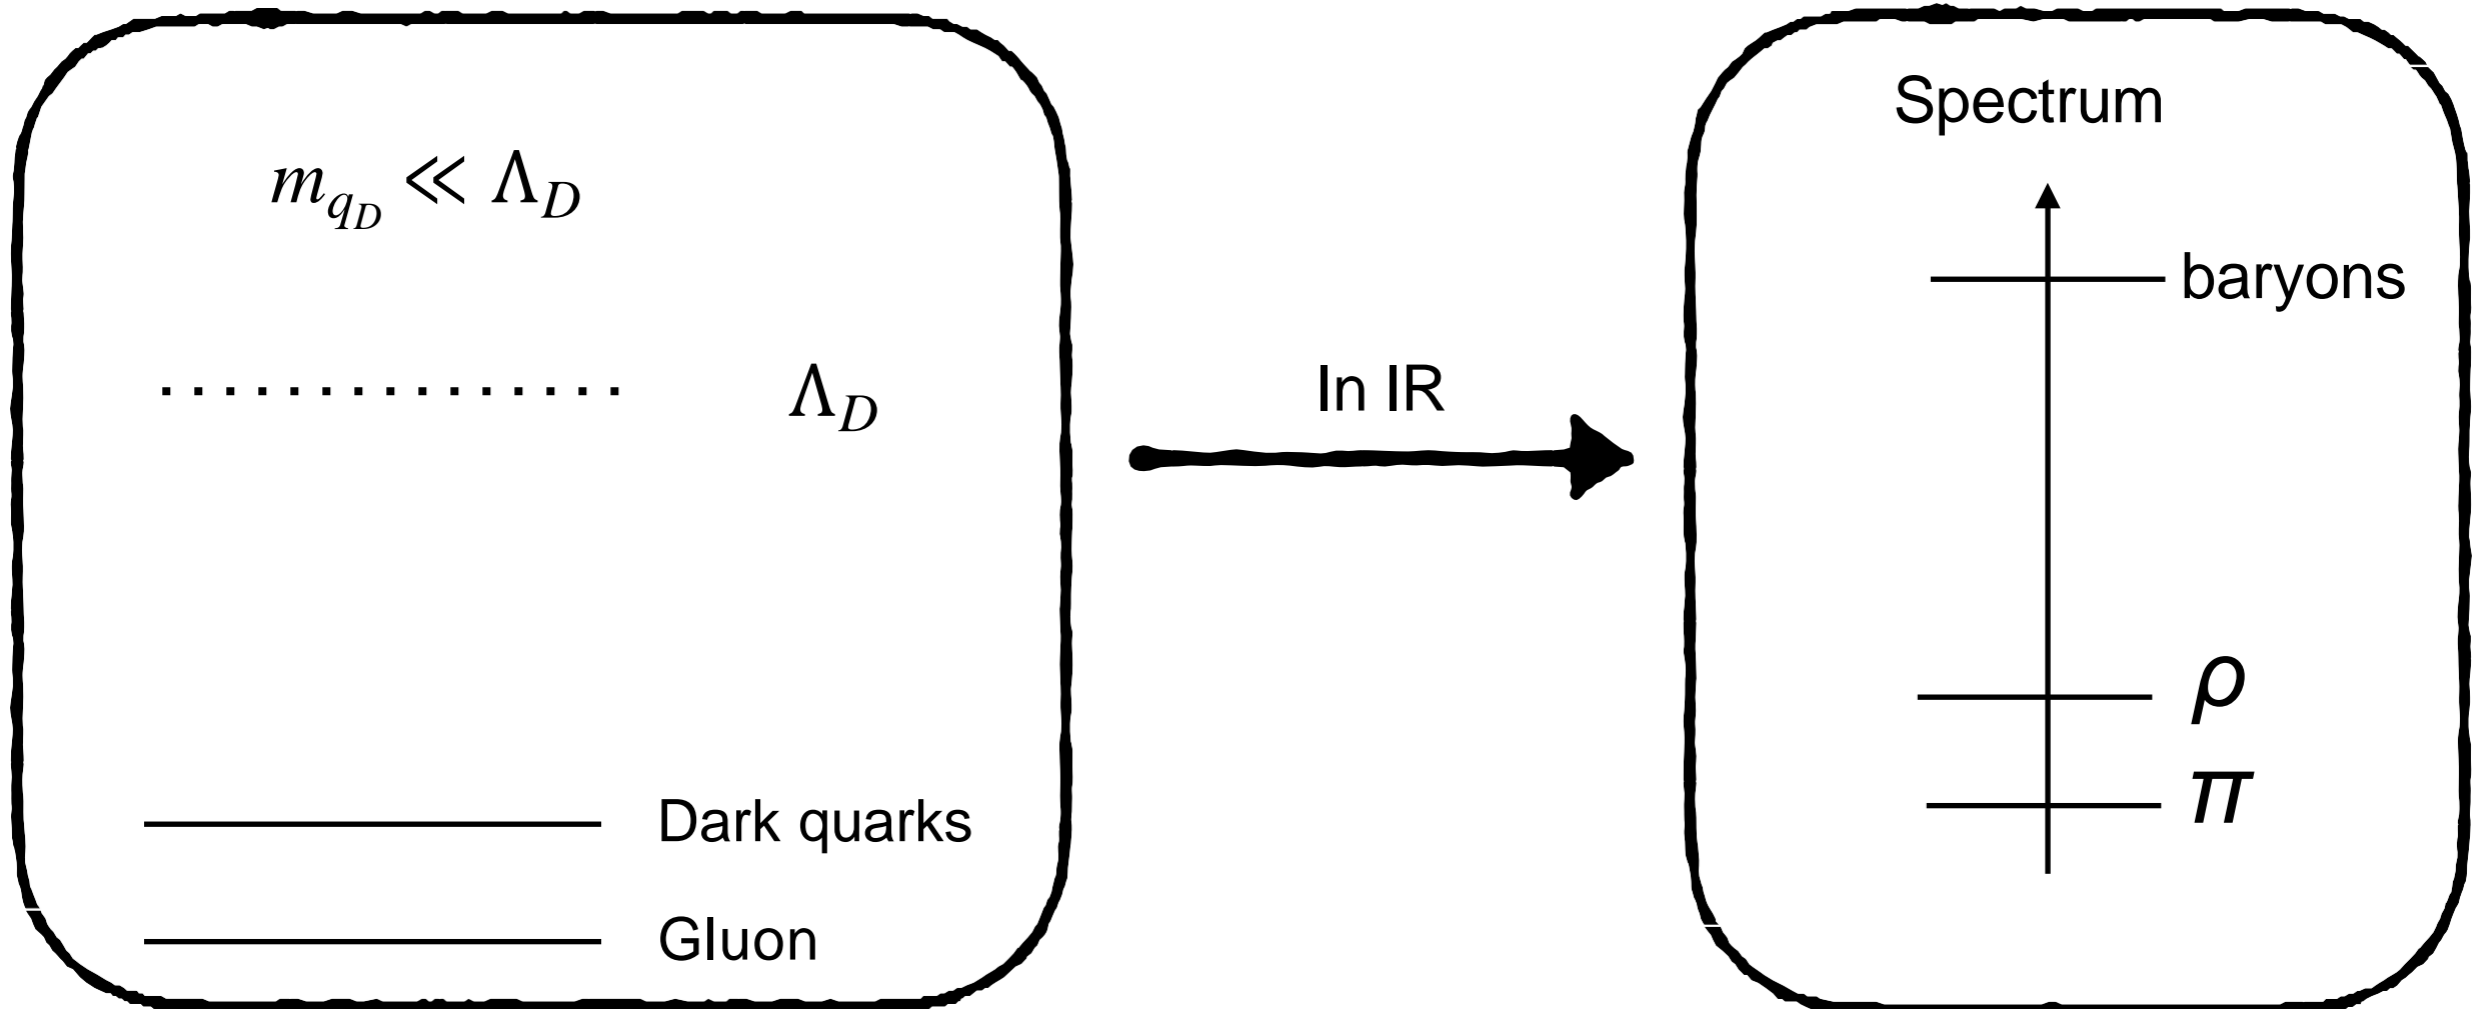 m_{q_D} ≪ Λ_D
Λ_D
Dark quarks
Gluon
In IR
Spectrum
baryons
ρ
π